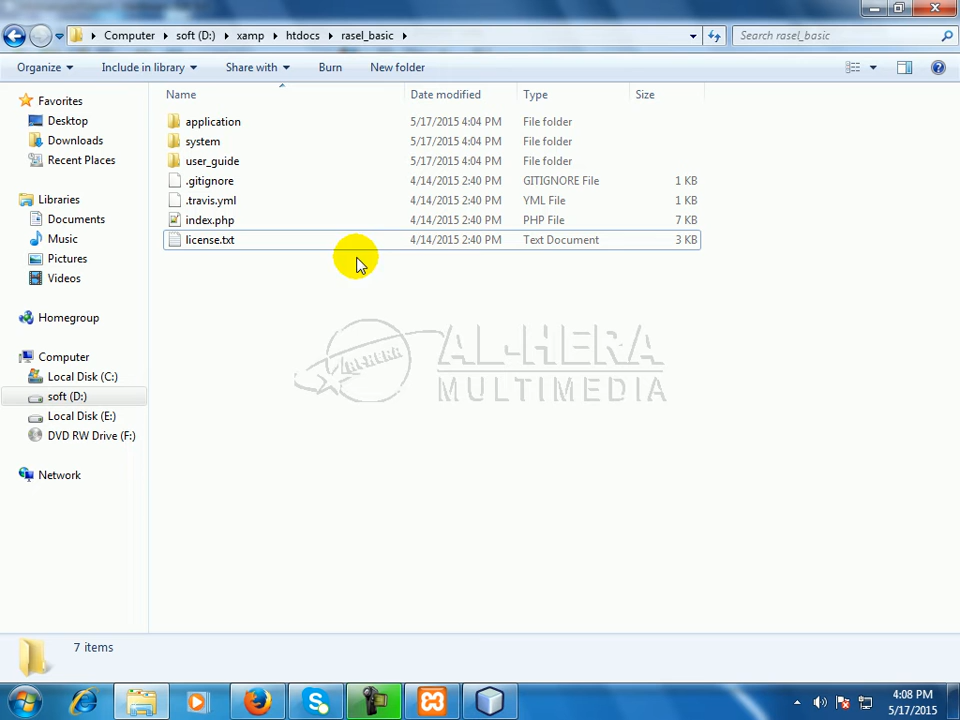 Computer soft (D:) xamp htdocs rasel_basic Search rasel_basic
Organize Include in library Share with Burn New folder
Name Date modified Type Size
Favorites
Desktop
Downloads
Recent Places
Libraries
Documents
Music
Pictures
Videos
Homegroup
Computer
Local Disk (C:)
soft (D:)
Local Disk (E:)
DVD RW Drive (F:)
Network
application 5/17/2015 4:04 PM File folder
system 5/17/2015 4:04 PM File folder
user_guide 5/17/2015 4:04 PM File folder
.gitignore 4/14/2015 2:40 PM GITIGNORE File 1 KB
.travis.yml 4/14/2015 2:40 PM YML File 1 KB
index.php 4/14/2015 2:40 PM PHP File 7 KB
license.txt 4/14/2015 2:40 PM Text Document 3 KB
AL-HERA
AL-HERA
MULTIMEDIA
7 items
4:08 PM
5/17/2015